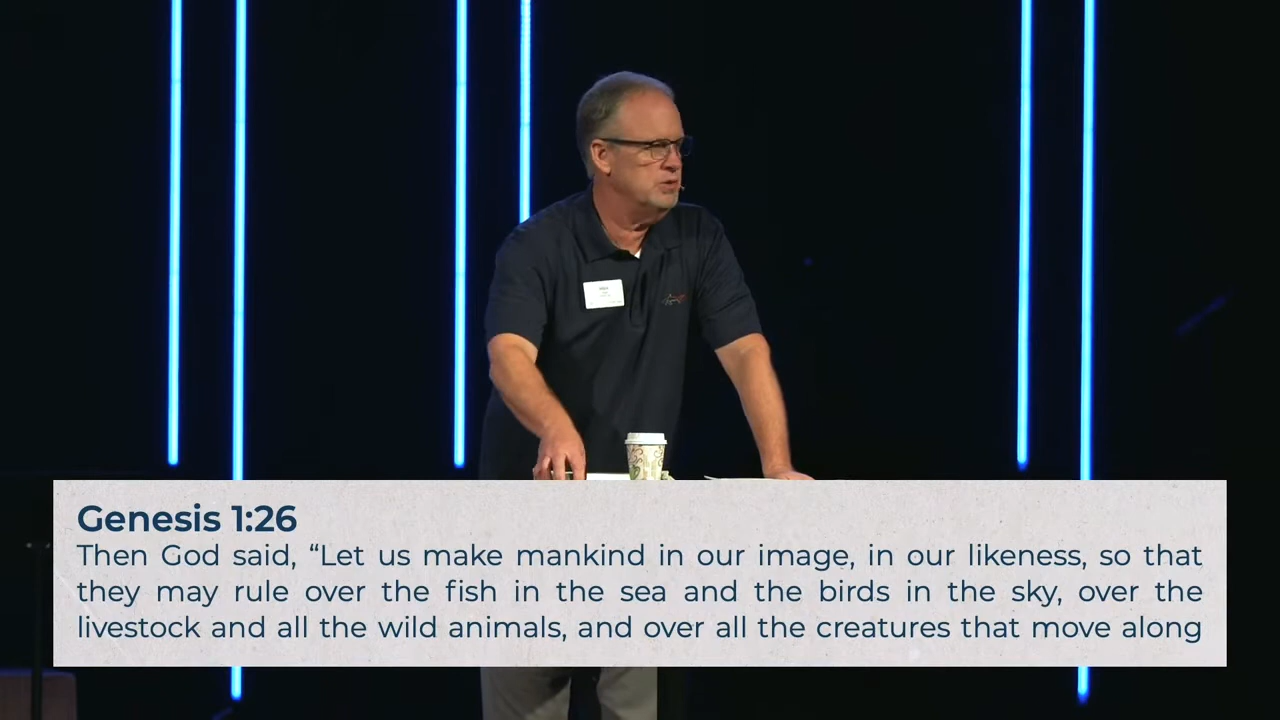 Genesis 1:26
Then God said, “Let us make mankind in our image, in our likeness, so that
they may rule over the fish in the sea and the birds in the sky, over the
livestock and all the wild animals, and over all the creatures that move along